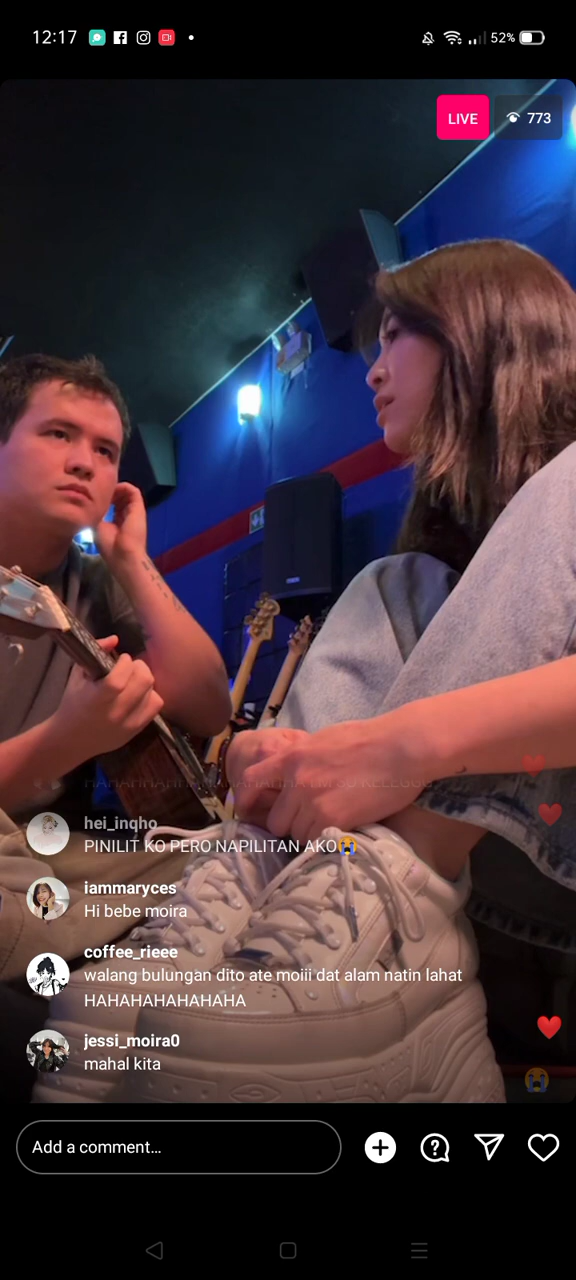 12:17
52%
LIVE
773
HAHAHAHAHA
hei_inqho
PINILIT KO PERO NAPILITAN AKO😭
iammaryces
Hi bebe moira
coffee_rieee
walang bulungan dito ate moiii dat alam natin lahat
HAHAHAHAHAHAHA
jessi_moira0
mahal kita
Add a comment...